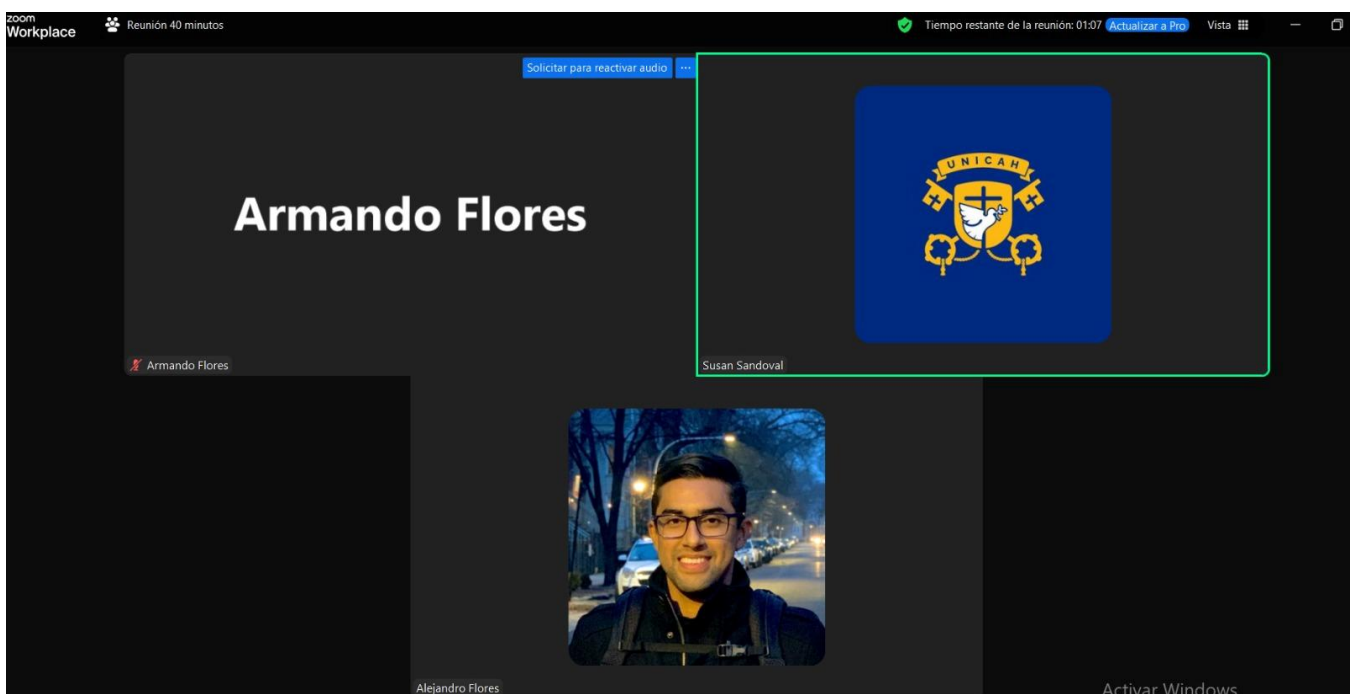 zoom
Workplace
Reunión 40 minutos
Tiempo restante de la reunión: 01:07 Actualizar a Pro Vista
Solicitar para reactivar audio ...
UNICAH
Armando Flores
Armando Flores
Susan Sandoval
Alejandro Flores
Activar Windows